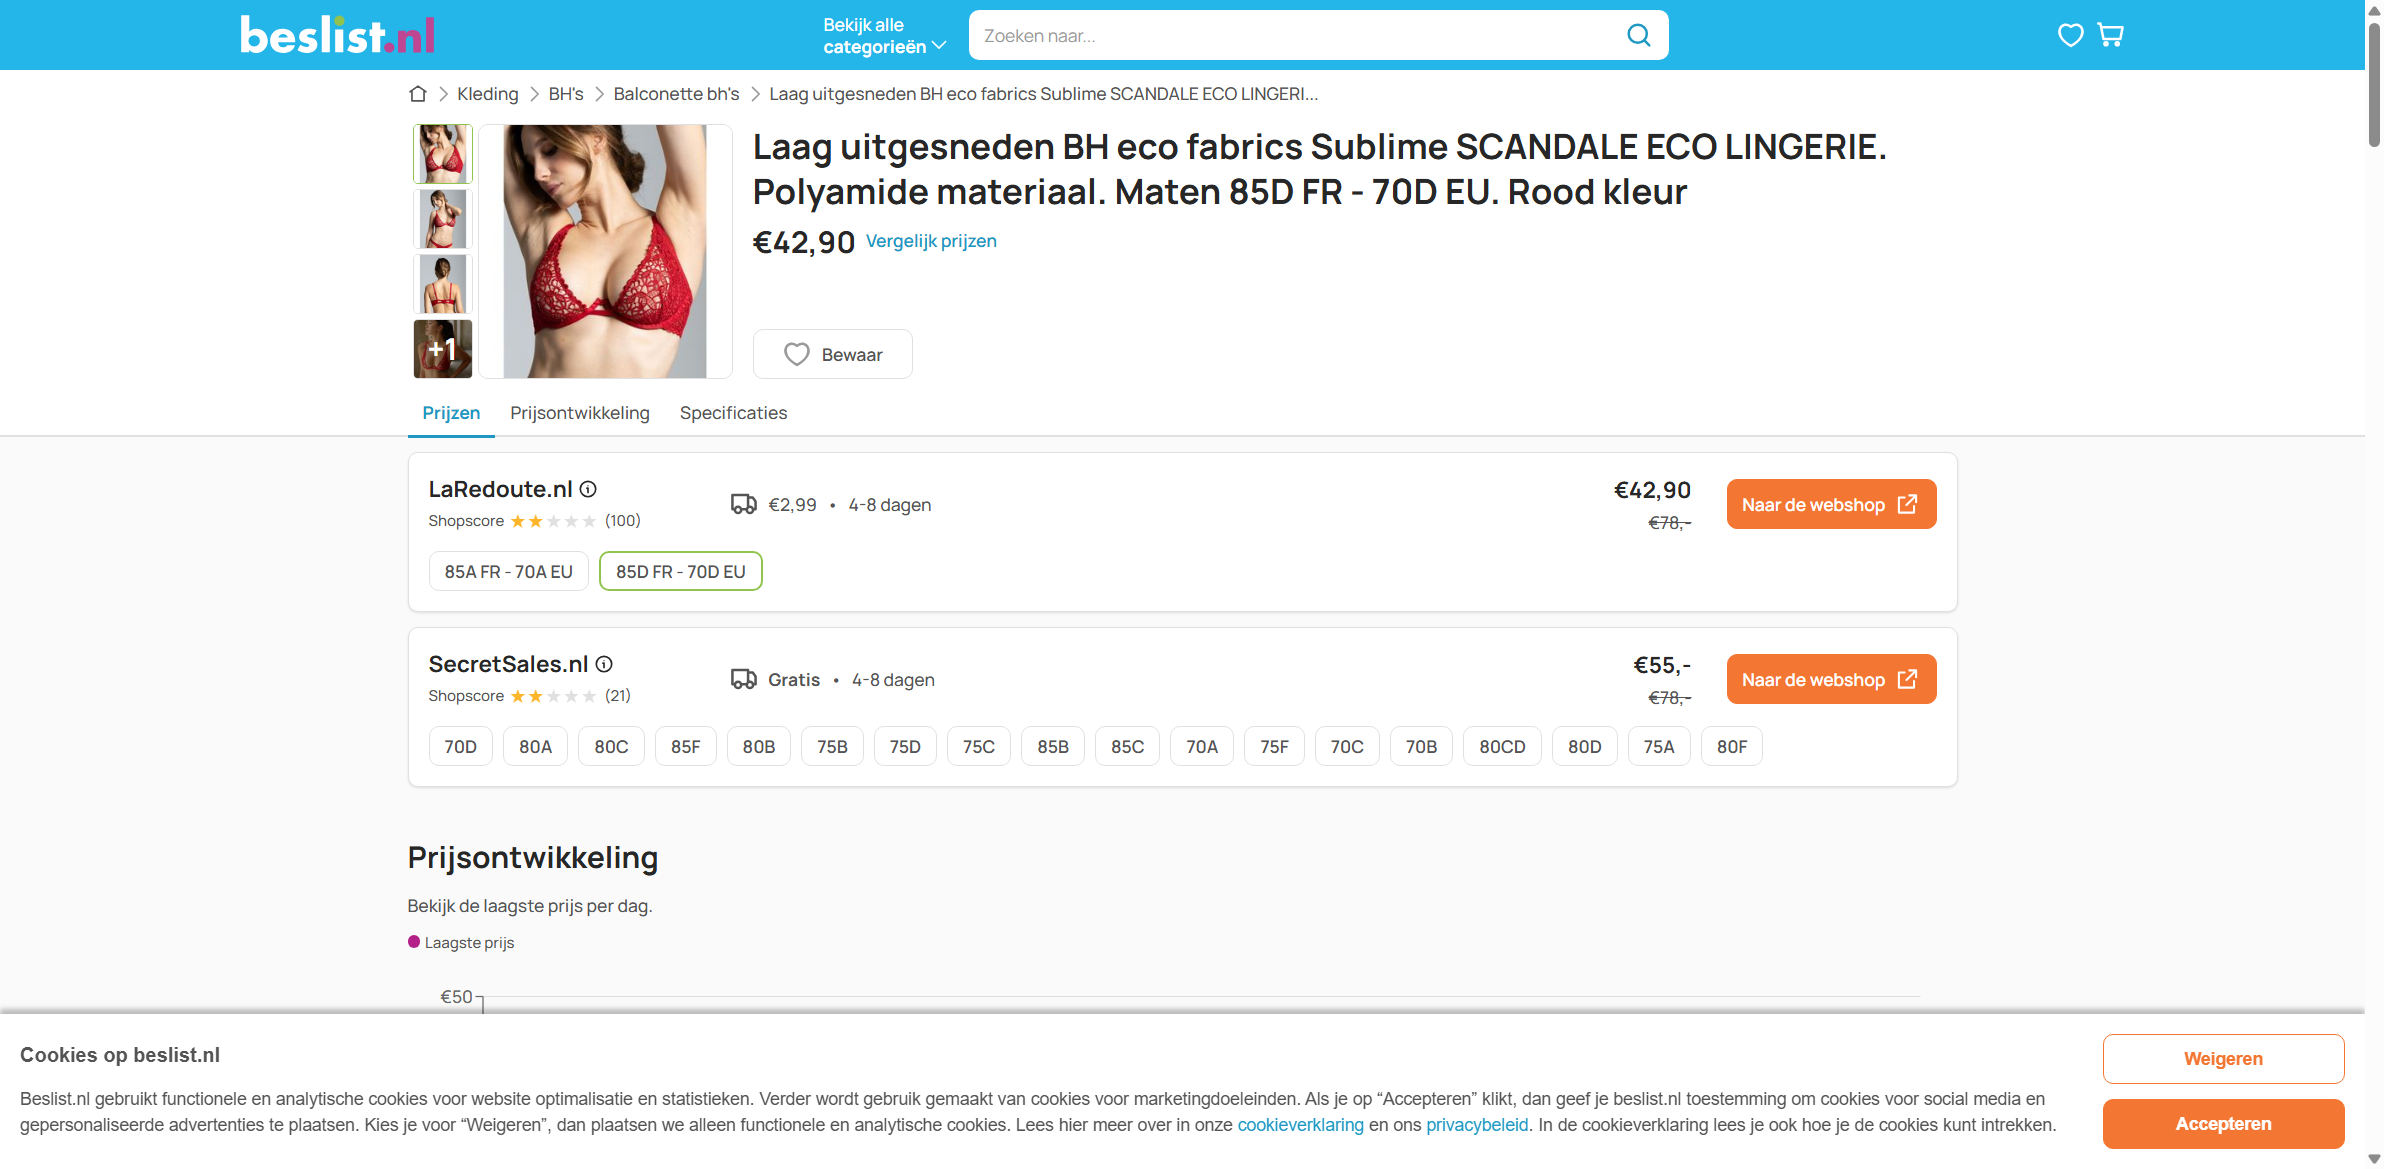 beslist.nl
Bekijk alle
categorieën
Zoeken naar...
Kleding
BH's
Balconette bh's
Laag uitgesneden BH eco fabrics Sublime SCANDALE ECO LINGERI...
+1
Laag uitgesneden BH eco fabrics Sublime SCANDALE ECO LINGERIE.
Polyamide materiaal. Maten 85D FR - 70D EU. Rood kleur
€42,90 Vergelijk prijzen
Bewaar
Prijzen Prijsontwikkeling Specificaties
LaRedoute.nl
Shopscore (100)
€2,99 • 4-8 dagen
€42,90
€78,-
Naar de webshop
85A FR - 70A EU 85D FR - 70D EU
SecretSales.nl
Shopscore (21)
Gratis • 4-8 dagen
€55,-
€78,-
Naar de webshop
70D 80A 80C 85F 80B 75B 75D 75C 85B 85C 70A 75F 70C 70B 80CD 80D 75A 80F
Prijsontwikkeling
Bekijk de laagste prijs per dag.
Laagste prijs
€50
Cookies op beslist.nl
Beslist.nl gebruikt functionele en analytische cookies voor website optimalisatie en statistieken. Verder wordt gebruik gemaakt van cookies voor marketingdoeleinden. Als je op “Accepteren” klikt, dan geef je beslist.nl toestemming om cookies voor social media en
gepersonaliseerde advertenties te plaatsen. Kies je voor “Weigeren”, dan plaatsen we alleen functionele en analytische cookies. Lees hier meer over in onze cookieverklaring en ons privacybeleid. In de cookieverklaring lees je ook hoe je de cookies kunt intrekken.
Weigeren
Accepteren